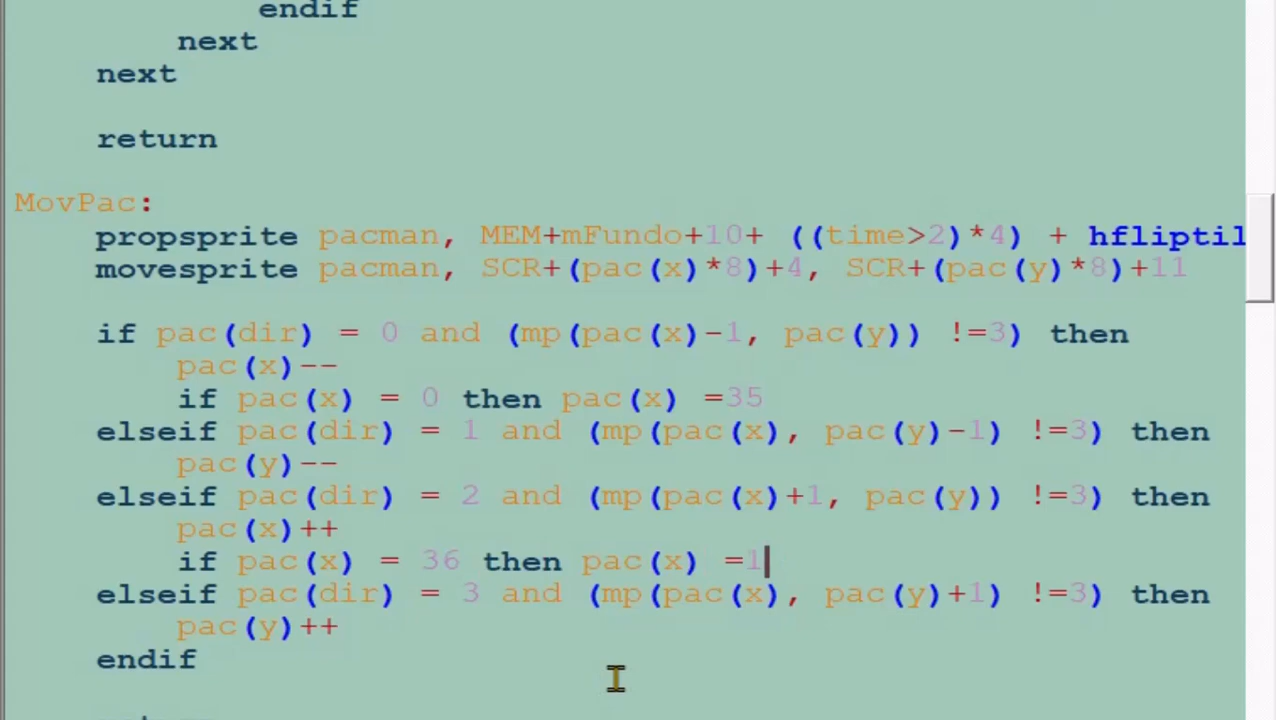 endif
next
next
return
MovPac:
propsprite pacman, MEM+mFundo+10+ ((time>2)*4) + hfliptil
movesprite pacman, SCR+(pac(x)*8)+4, SCR+(pac(y)*8)+11
if pac(dir) = 0 and (mp(pac(x)-1, pac(y)) !=3) then
pac(x)--
if pac(x) = 0 then pac(x) =35
elseif pac(dir) = 1 and (mp(pac(x), pac(y)-1) !=3) then
pac(y)--
elseif pac(dir) = 2 and (mp(pac(x)+1, pac(y)) !=3) then
pac(x)++
if pac(x) = 36 then pac(x) =1
elseif pac(dir) = 3 and (mp(pac(x), pac(y)+1) !=3) then
pac(y)++
endif